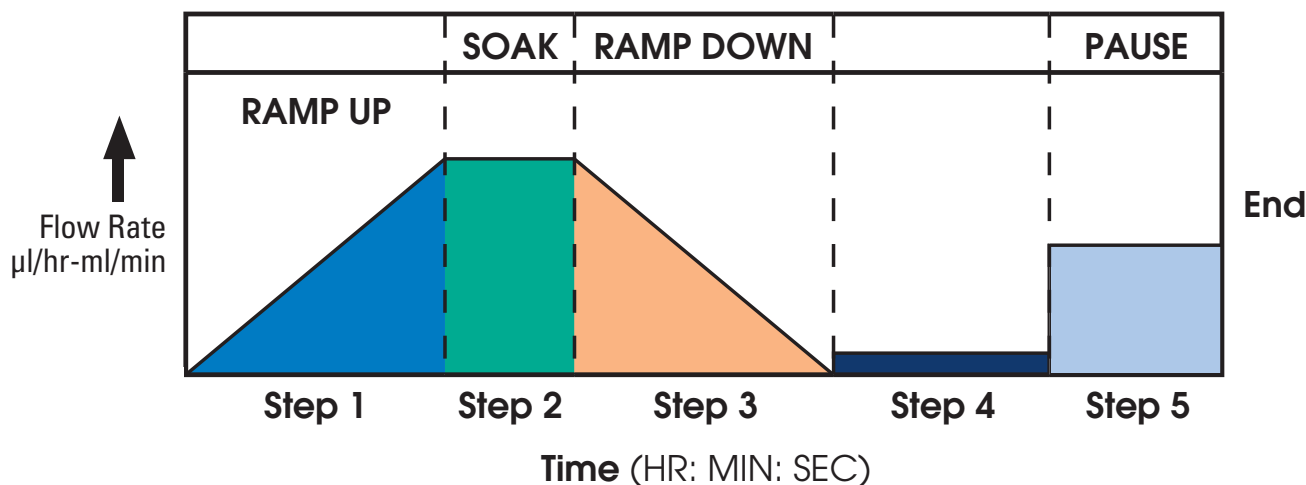 SOAK
RAMP DOWN
PAUSE
RAMP UP
Flow Rate
µl/hr-ml/min
End
Step 1
Step 2
Step 3
Step 4
Step 5
Time (HR: MIN: SEC)